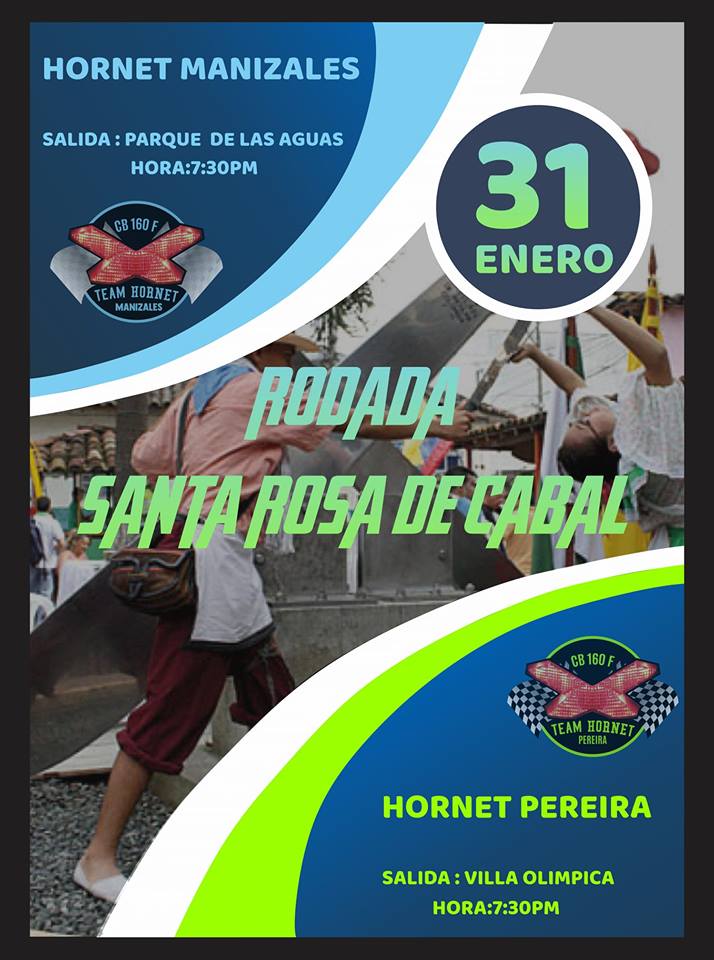 HORNET MANIZALES
SALIDA : PARQUE DE LAS AGUAS
HORA:7:30PM
CB 160 F
TEAM HORNET
MANIZALES
31
ENERO
RODADA
SANTA ROSA DE CABAL
CB 160 F
TEAM HORNET
PEREIRA
HORNET PEREIRA
SALIDA : VILLA OLIMPICA
HORA:7:30PM